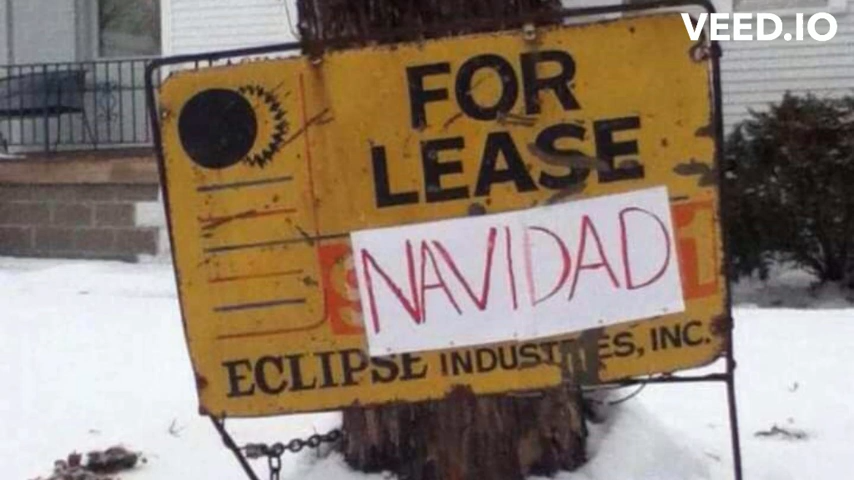 VEED.IO
FOR
LEASE
NAVIDAD
ECLIPSE INDUSTRIES, INC.